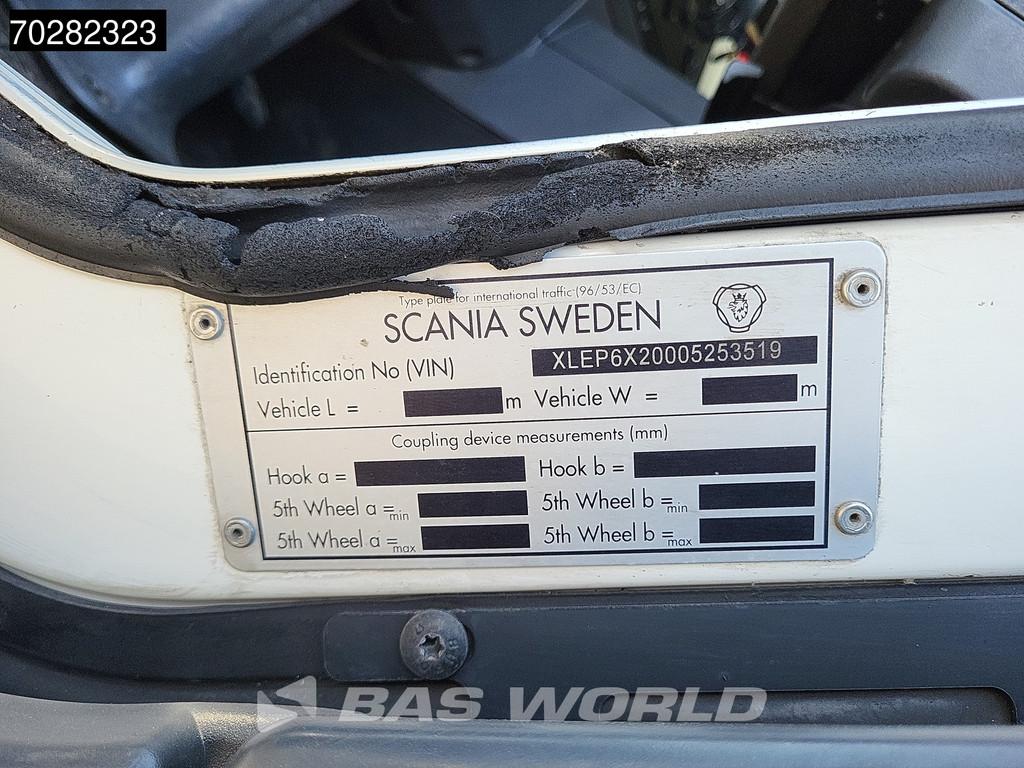 70282323
Type plate for international traffic (96/53/EC)
SCANIA SWEDEN
Identification No (VIN) XLEP6X20005253519
Vehicle L = m Vehicle W = m
Coupling device measurements (mm)
Hook a = Hook b =
5th Wheel a =min 5th Wheel b =min
5th Wheel a =max 5th Wheel b =max
BAS WORLD